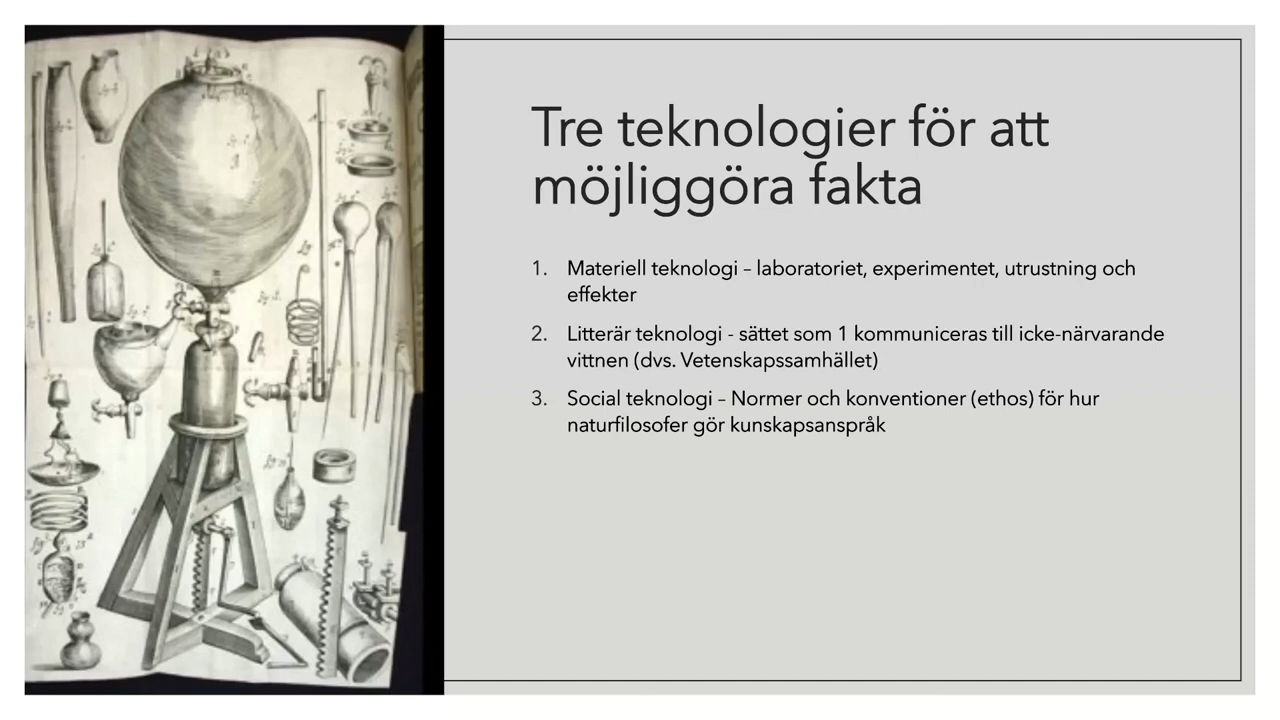 Tre teknologier för att
möjliggöra fakta
1. Materiell teknologi – laboratoriet, experimentet, utrustning och
effekter
2. Litterär teknologi - sättet som 1 kommuniceras till icke-närvarande
vittnen (dvs. Vetenskapssamhället)
3. Social teknologi – Normer och konventioner (ethos) för hur
naturfilosofer gör kunskapsanspråk